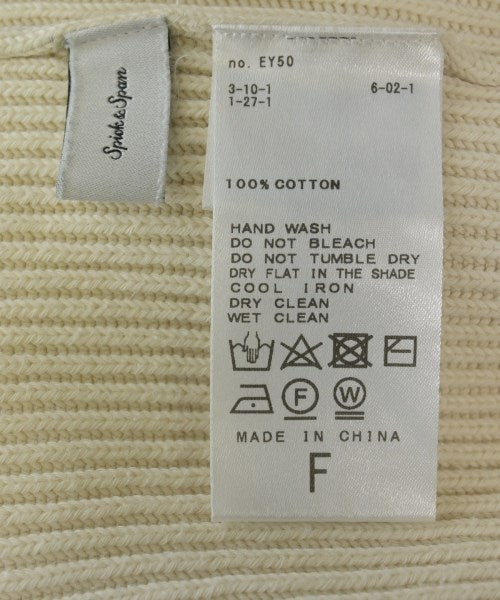 Spick & Span
no. EY50
3-10-1 6-02-1
1-27-1
100% COTTON
HAND WASH
DO NOT BLEACH
DO NOT TUMBLE DRY
DRY FLAT IN THE SHADE
COOL IRON
DRY CLEAN
WET CLEAN
F W
MADE IN CHINA
F